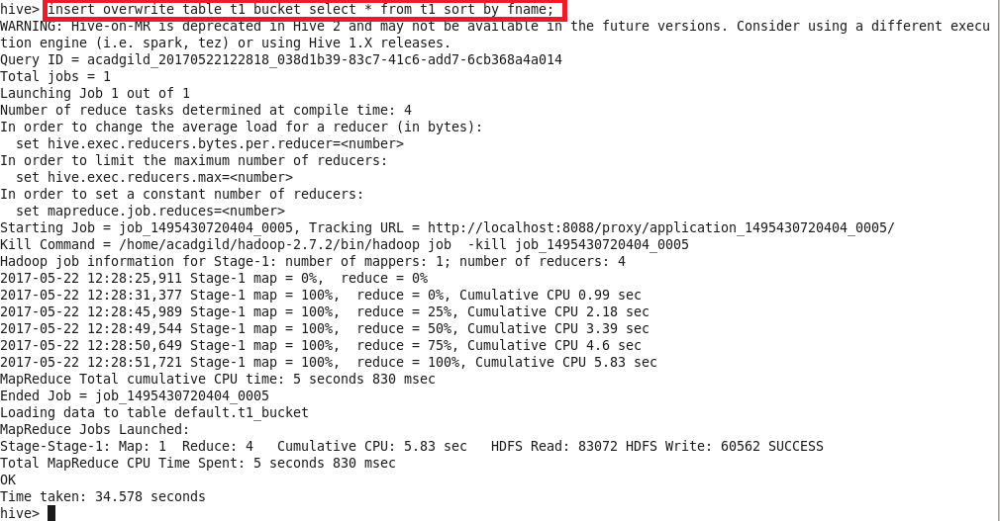 hive> insert overwrite table t1_bucket select * from t1 sort by fname;
WARNING: Hive-on-MR is deprecated in Hive 2 and may not be available in the future versions. Consider using a different execu
tion engine (i.e. spark, tez) or using Hive 1.X releases.
Query ID = acadgild_20170522122818_038d1b39-83c7-41c6-add7-6cb368a4a014
Total jobs = 1
Launching Job 1 out of 1
Number of reduce tasks determined at compile time: 4
In order to change the average load for a reducer (in bytes):
  set hive.exec.reducers.bytes.per.reducer=<number>
In order to limit the maximum number of reducers:
  set hive.exec.reducers.max=<number>
In order to set a constant number of reducers:
  set mapreduce.job.reduces=<number>
Starting Job = job_1495430720404_0005, Tracking URL = http://localhost:8088/proxy/application_1495430720404_0005/
Kill Command = /home/acadgild/hadoop-2.7.2/bin/hadoop job  -kill job_1495430720404_0005
Hadoop job information for Stage-1: number of mappers: 1; number of reducers: 4
2017-05-22 12:28:25,911 Stage-1 map = 0%,  reduce = 0%
2017-05-22 12:28:31,377 Stage-1 map = 100%,  reduce = 0%, Cumulative CPU 0.99 sec
2017-05-22 12:28:45,989 Stage-1 map = 100%,  reduce = 25%, Cumulative CPU 2.18 sec
2017-05-22 12:28:49,544 Stage-1 map = 100%,  reduce = 50%, Cumulative CPU 3.39 sec
2017-05-22 12:28:50,649 Stage-1 map = 100%,  reduce = 75%, Cumulative CPU 4.6 sec
2017-05-22 12:28:51,721 Stage-1 map = 100%,  reduce = 100%, Cumulative CPU 5.83 sec
MapReduce Total cumulative CPU time: 5 seconds 830 msec
Ended Job = job_1495430720404_0005
Loading data to table default.t1_bucket
MapReduce Jobs Launched:
Stage-Stage-1: Map: 1  Reduce: 4   Cumulative CPU: 5.83 sec   HDFS Read: 83072 HDFS Write: 60562 SUCCESS
Total MapReduce CPU Time Spent: 5 seconds 830 msec
OK
Time taken: 34.578 seconds
hive>